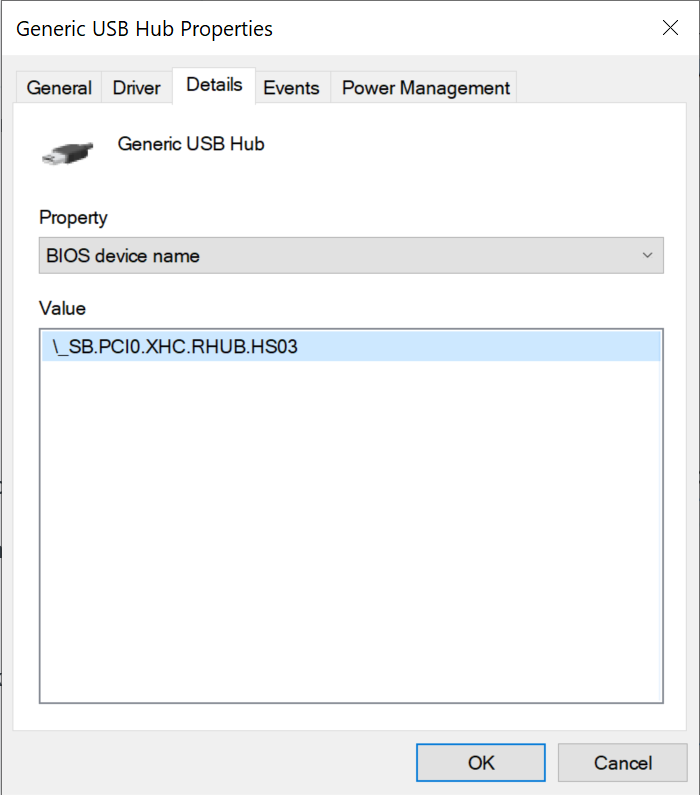 Generic USB Hub Properties
General Driver Details Events Power Management
Generic USB Hub
Property
BIOS device name
Value
\_SB.PCI0.XHC.RHUB.HS03
OK Cancel